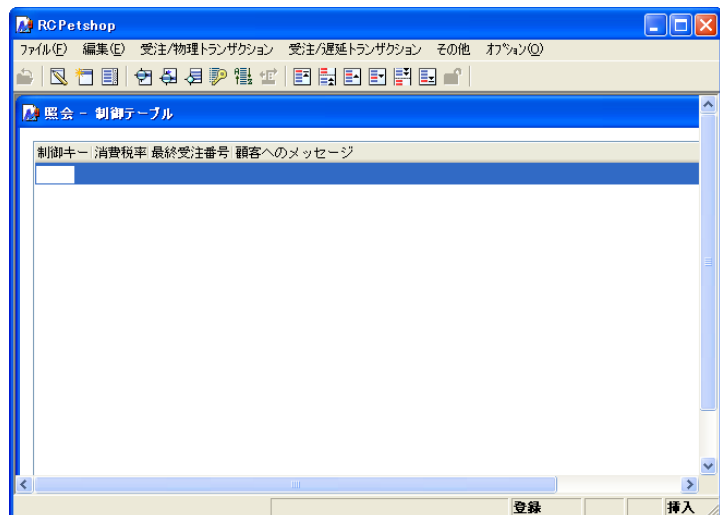 RCPetshop
ファイル(F) 編集(E) 受注/物理トランザクション 受注/遅延トランザクション その他 オプション(O)
照会 - 制御テーブル
制御キー 消費税率 最終受注番号 顧客へのメッセージ
登録 挿入